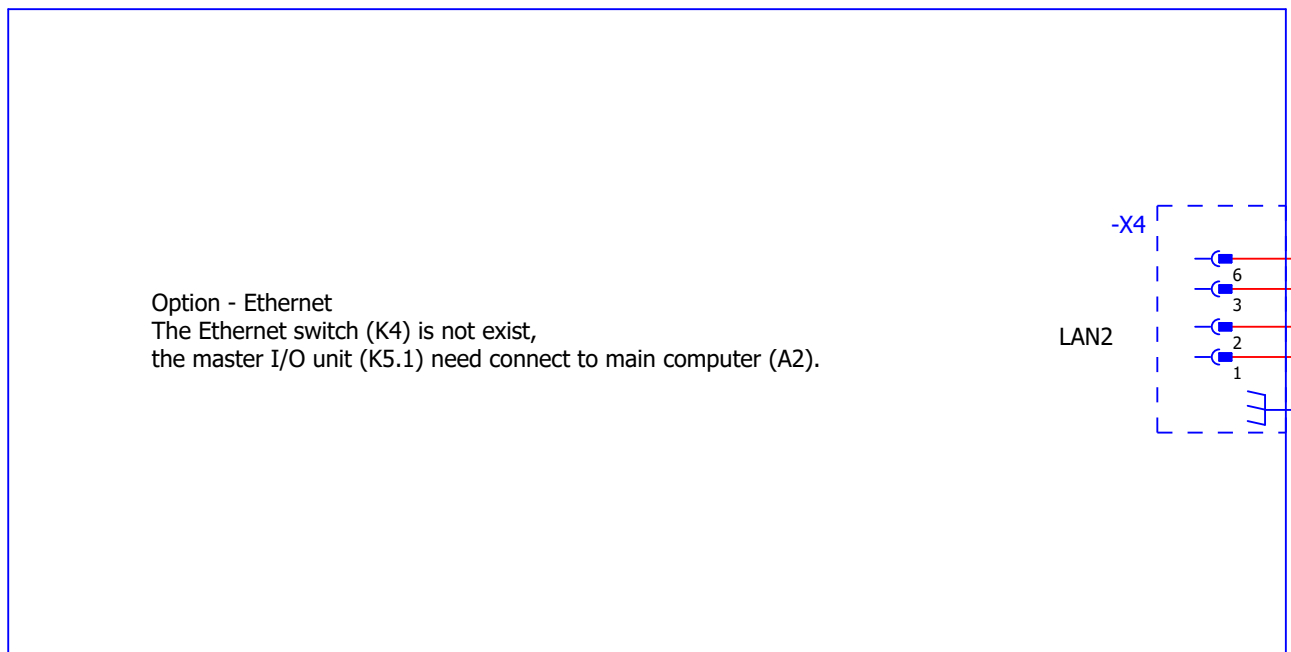 -X4
6
3
Option - Ethernet
The Ethernet switch (K4) is not exist,
LAN2
2
the master I/O unit (K5.1) need connect to main computer (A2).
1